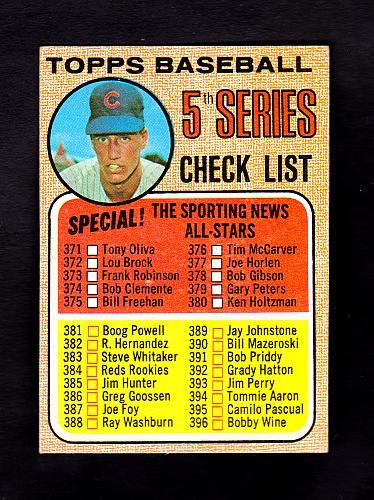 TOPPS BASEBALL
C
5th SERIES
CHECK LIST
SPECIAL! THE SPORTING NEWS
ALL-STARS
371 Tony Oliva
372 Lou Brock
373 Frank Robinson
374 Bob Clemente
375 Bill Freehan
376 Tim McCarver
377 Joe Horlen
378 Bob Gibson
379 Gary Peters
380 Ken Holtzman
381 Boog Powell
382 R. Hernandez
383 Steve Whitaker
384 Reds Rookies
385 Jim Hunter
386 Greg Goossen
387 Joe Foy
388 Ray Washburn
389 Jay Johnstone
390 Bill Mazeroski
391 Bob Priddy
392 Grady Hatton
393 Jim Perry
394 Tommie Aaron
395 Camilo Pascual
396 Bobby Wine